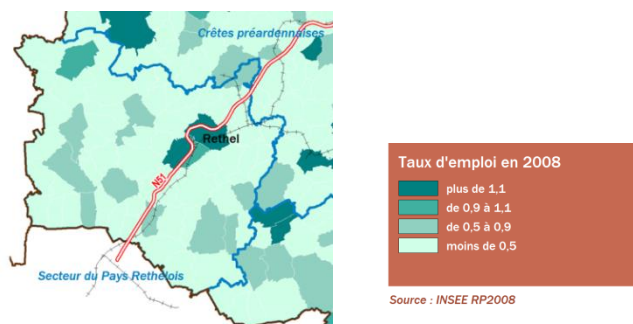 Crêtes préardennaises
Rethel
N51
Secteur du Pays Rethélois
Taux d'emploi en 2008
plus de 1,1
de 0,9 à 1,1
de 0,5 à 0,9
moins de 0,5
Source : INSEE RP2008